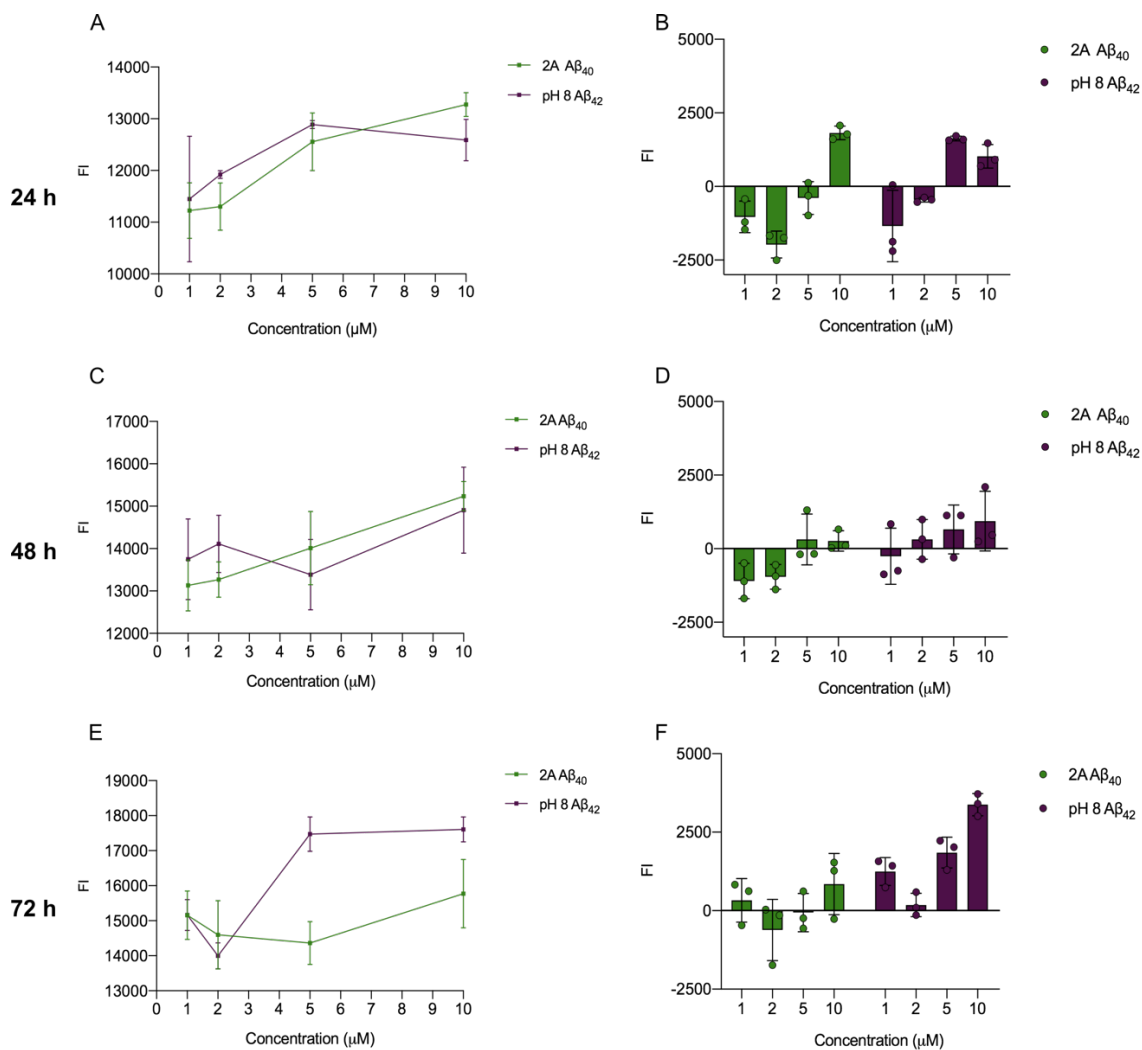 A
14000
13000
12000
11000
10000
FI
0 1 2 3 4 5 6 7 8 9 10
Concentration (μM)
2A Aβ₄₀
pH 8 Aβ₄₂
B
5000
2500
0
-2500
FI
1 2 5 10 1 2 5 10
Concentration (μM)
2A Aβ₄₀
pH 8 Aβ₄₂
24 h
C
17000
16000
15000
14000
13000
12000
FI
0 1 2 3 4 5 6 7 8 9 10
Concentration (μM)
2A Aβ₄₀
pH 8 Aβ₄₂
D
5000
2500
0
-2500
FI
1 2 5 10 1 2 5 10
Concentration (μM)
2A Aβ₄₀
pH 8 Aβ₄₂
48 h
E
19000
18000
17000
16000
15000
14000
13000
FI
0 1 2 3 4 5 6 7 8 9 10
Concentration (μM)
2A Aβ₄₀
pH 8 Aβ₄₂
F
5000
2500
0
-2500
FI
1 2 5 10 1 2 5 10
Concentration (μM)
2A Aβ₄₀
pH 8 Aβ₄₂
72 h